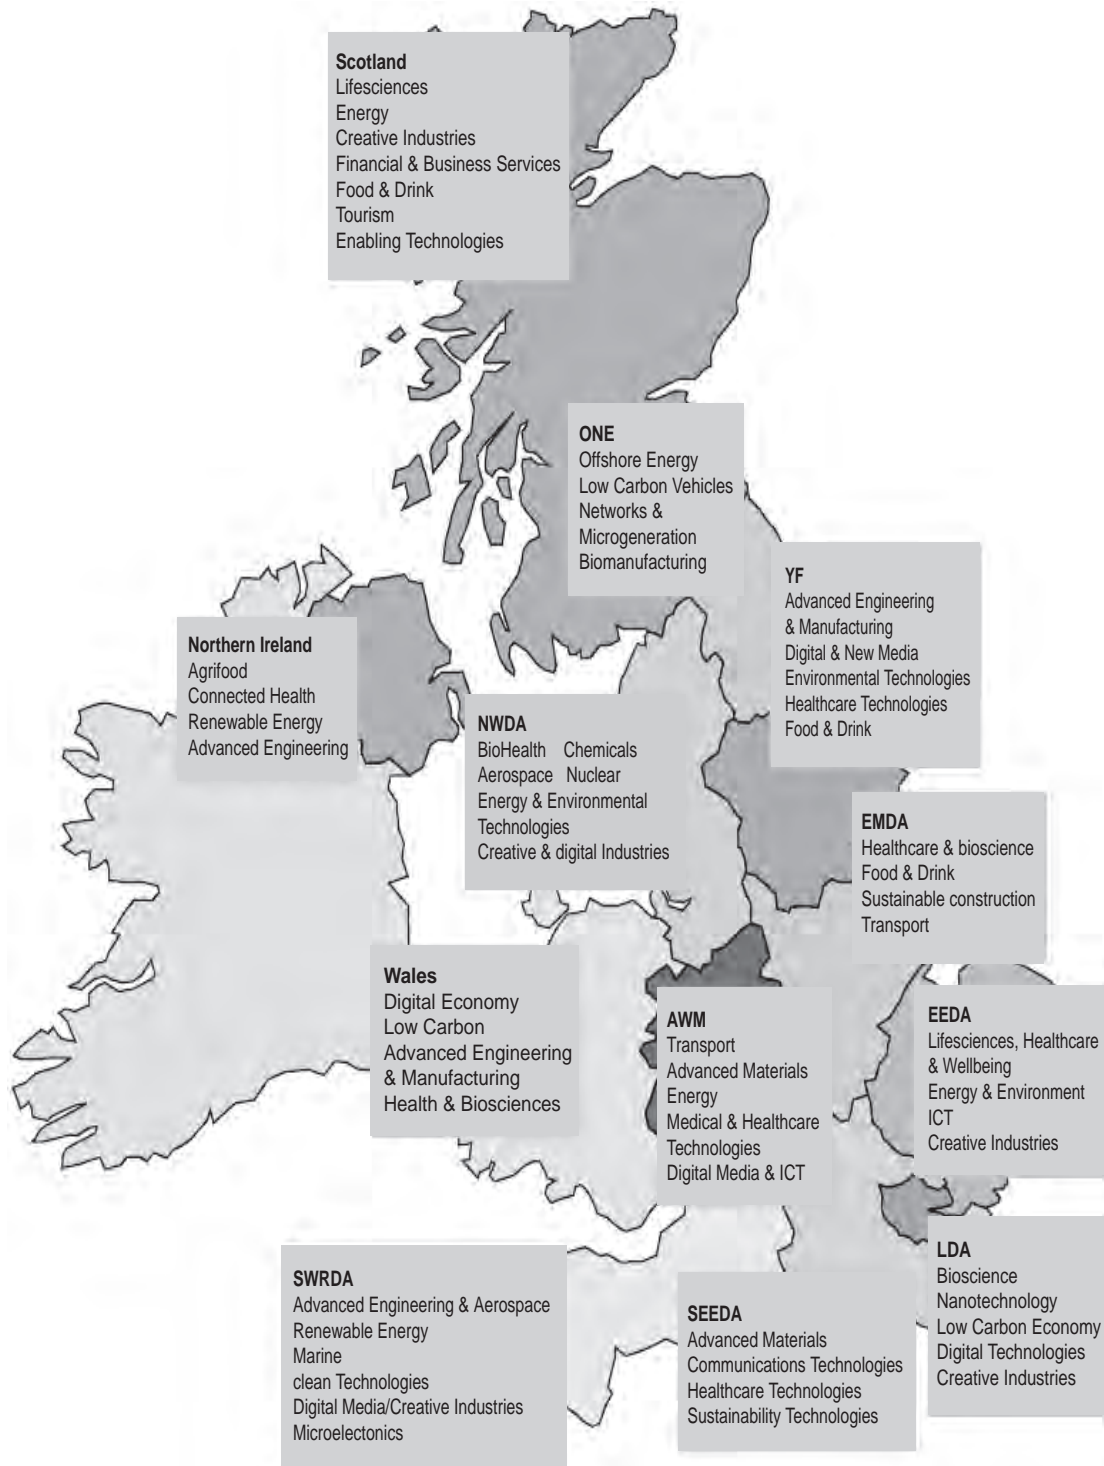 Scotland
Lifesciences
Energy
Creative Industries
Financial & Business Services
Food & Drink
Tourism
Enabling Technologies
ONE
Offshore Energy
Low Carbon Vehicles
Networks &
Microgeneration
Biomanufacturing
YF
Advanced Engineering
& Manufacturing
Digital & New Media
Environmental Technologies
Healthcare Technologies
Food & Drink
Northern Ireland
Agrifood
Connected Health
Renewable Energy
Advanced Engineering
NWDA
BioHealth Chemicals
Aerospace Nuclear
Energy & Environmental
Technologies
Creative & digital Industries
EMDA
Healthcare & bioscience
Food & Drink
Sustainable construction
Transport
Wales
Digital Economy
Low Carbon
Advanced Engineering
& Manufacturing
Health & Biosciences
AWM
Transport
Advanced Materials
Energy
Medical & Healthcare
Technologies
Digital Media & ICT
EEDA
Lifesciences, Healthcare
& Wellbeing
Energy & Environment
ICT
Creative Industries
SWRDA
Advanced Engineering & Aerospace
Renewable Energy
Marine
clean Technologies
Digital Media/Creative Industries
Microelectonics
SEEDA
Advanced Materials
Communications Technologies
Healthcare Technologies
Sustainability Technologies
LDA
Bioscience
Nanotechnology
Low Carbon Economy
Digital Technologies
Creative Industries